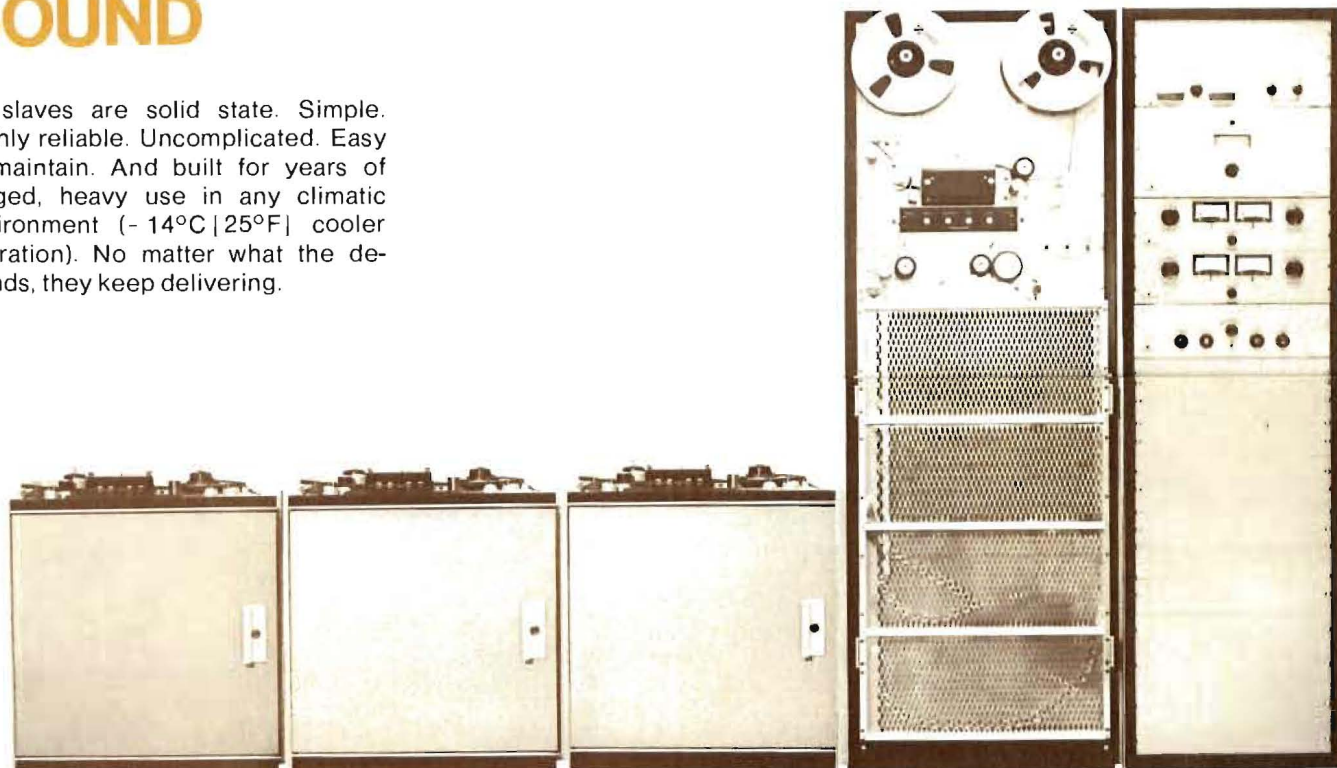 OUND
slaves are solid state. Simple.
nly reliable. Uncomplicated. Easy
maintain. And built for years of
ged, heavy use in any climatic
ironment (- 14°C|25°F| cooler
ration). No matter what the de-
nds, they keep delivering.